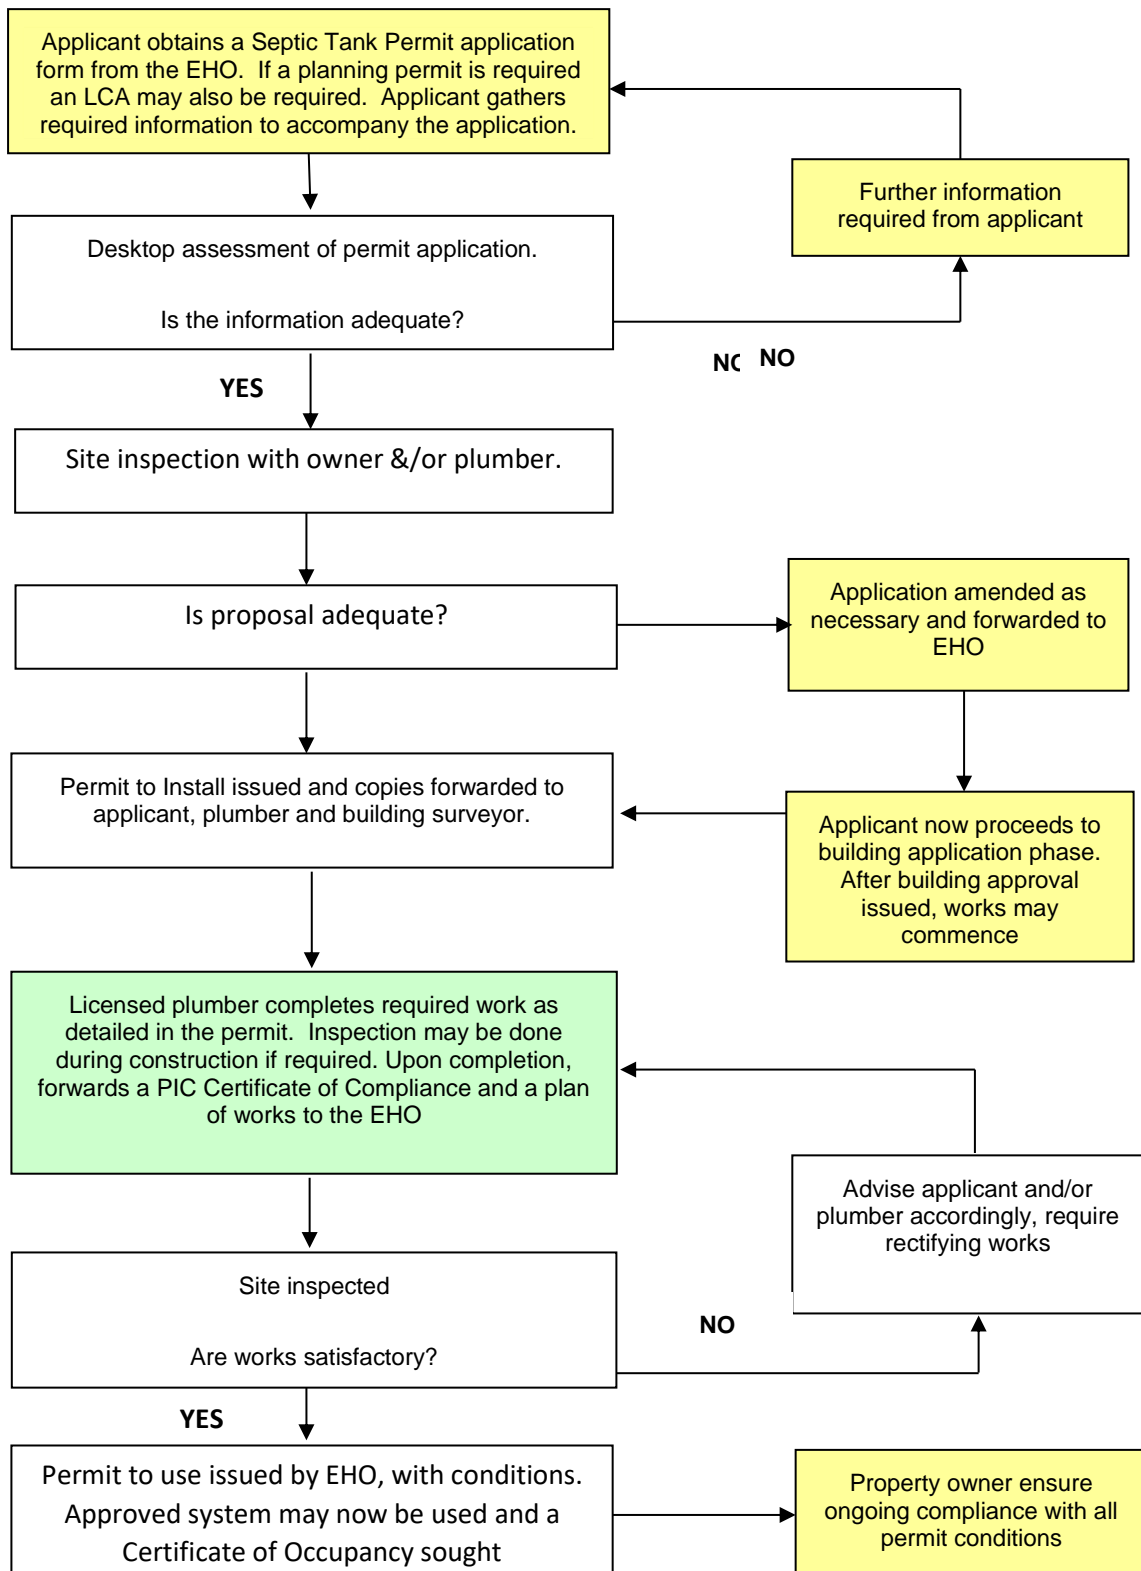 Applicant obtains a Septic Tank Permit application
form from the EHO.  If a planning permit is required
an LCA may also be required.  Applicant gathers
required information to accompany the application.
Further information
required from applicant
Desktop assessment of permit application.
Is the information adequate?
NO
YES
Site inspection with owner &/or plumber.
Is proposal adequate?
Application amended as
necessary and forwarded to
EHO
Permit to Install issued and copies forwarded to
applicant, plumber and building surveyor.
Applicant now proceeds to
building application phase.
After building approval
issued, works may
commence
Licensed plumber completes required work as
detailed in the permit.  Inspection may be done
during construction if required. Upon completion,
forwards a PIC Certificate of Compliance and a plan
of works to the EHO
Advise applicant and/or
plumber accordingly, require
rectifying works
Site inspected
Are works satisfactory?
NO
YES
Permit to use issued by EHO, with conditions.
Approved system may now be used and a
Certificate of Occupancy sought
Property owner ensure
ongoing compliance with all
permit conditions